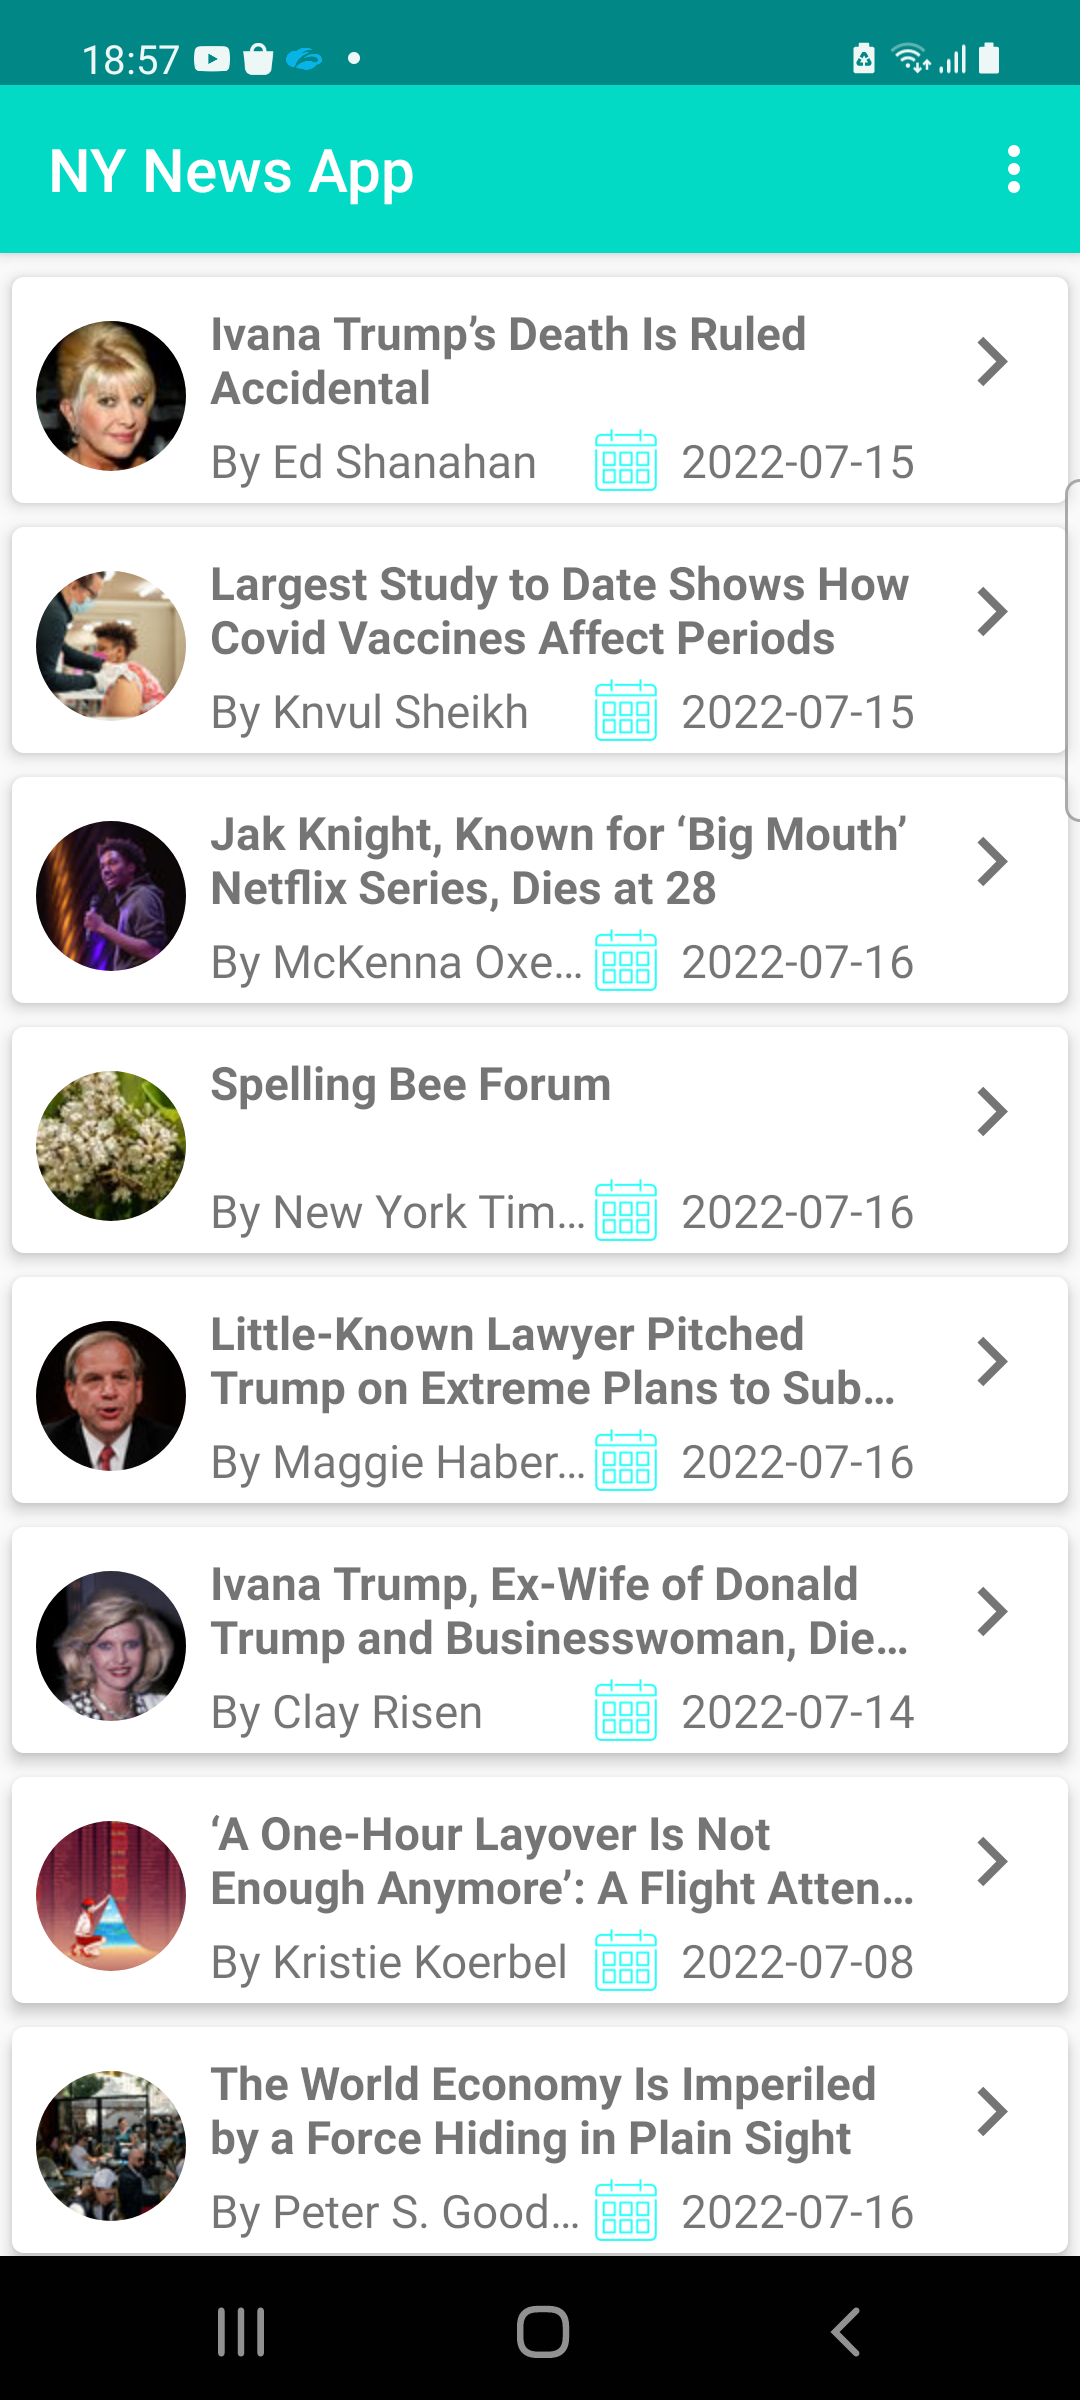 18:57
NY News App
Ivana Trump’s Death Is Ruled
Accidental
By Ed Shanahan 2022-07-15
Largest Study to Date Shows How
Covid Vaccines Affect Periods
By Knvul Sheikh 2022-07-15
Jak Knight, Known for ‘Big Mouth’
Netflix Series, Dies at 28
By McKenna Oxe... 2022-07-16
Spelling Bee Forum
By New York Tim... 2022-07-16
Little-Known Lawyer Pitched
Trump on Extreme Plans to Sub...
By Maggie Haber... 2022-07-16
Ivana Trump, Ex-Wife of Donald
Trump and Businesswoman, Die...
By Clay Risen 2022-07-14
‘A One-Hour Layover Is Not
Enough Anymore’: A Flight Atten...
By Kristie Koerbel 2022-07-08
The World Economy Is Imperiled
by a Force Hiding in Plain Sight
By Peter S. Good... 2022-07-16